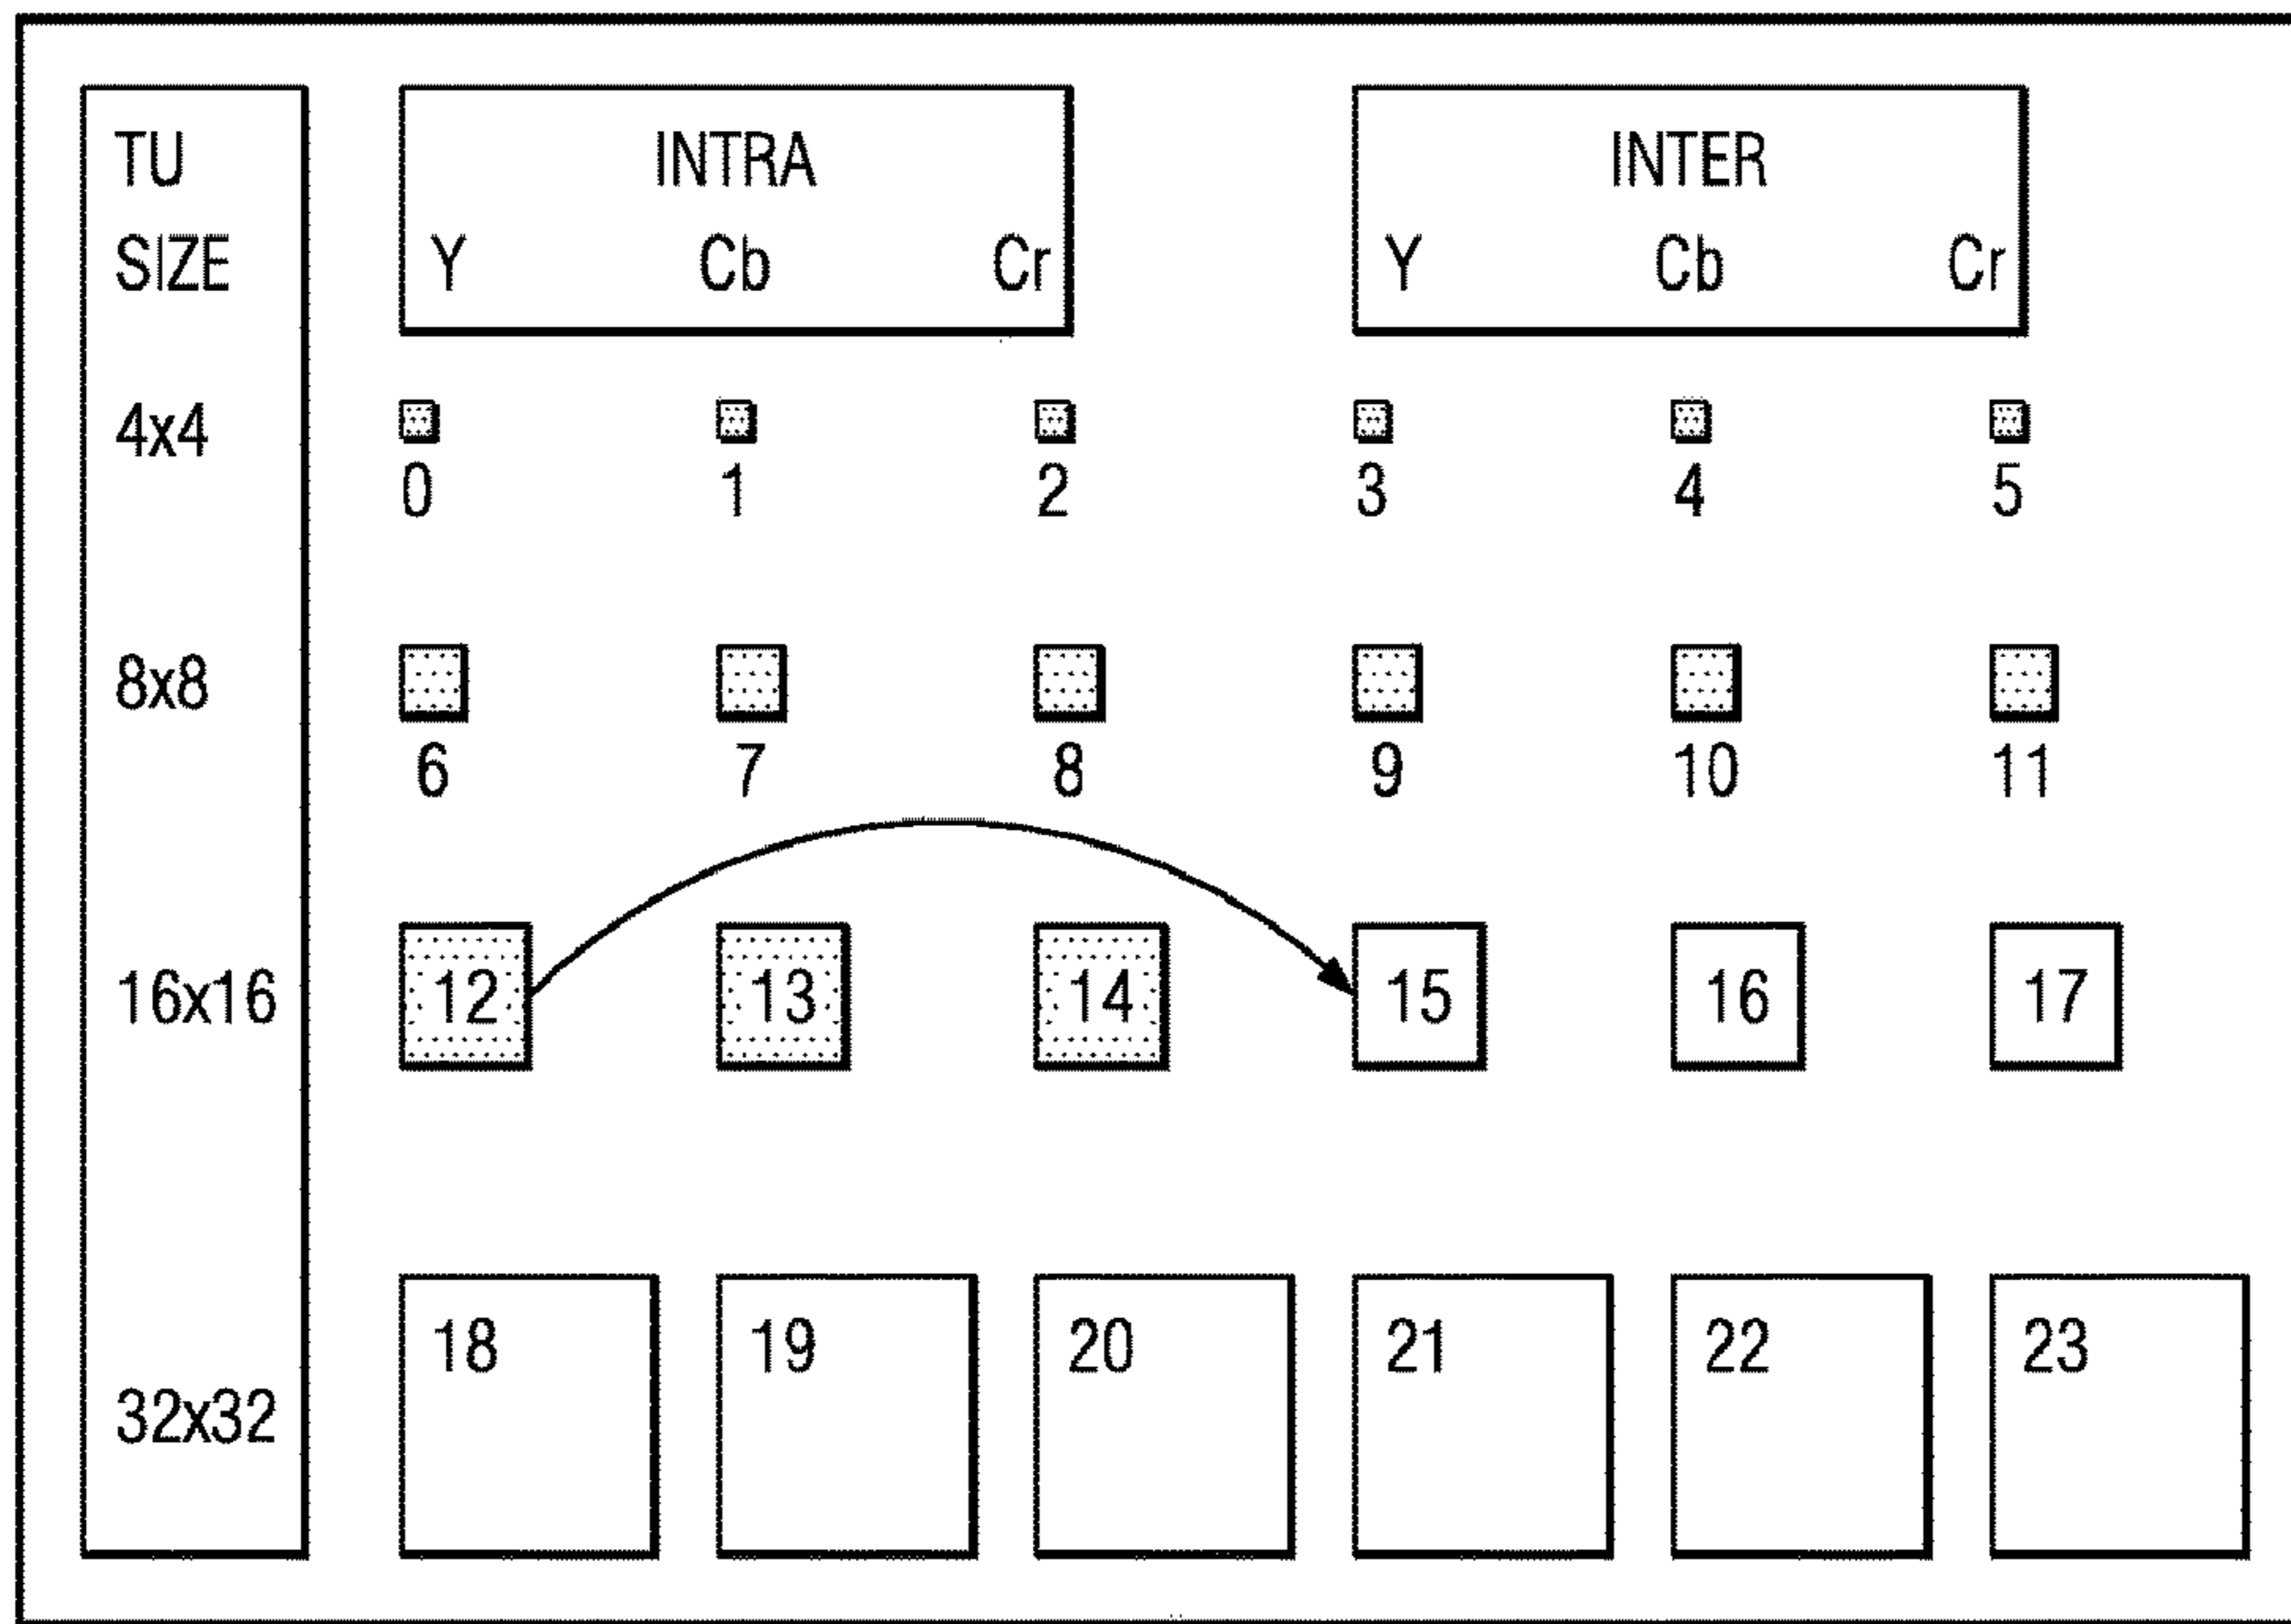 TU
SIZE
INTRA
Y Cb Cr
INTER
Y Cb Cr
4x4
0 1 2 3 4 5
8x8
6 7 8 9 10 11
16x16
12 13 14 15 16 17
18 19 20 21 22 23
32x32